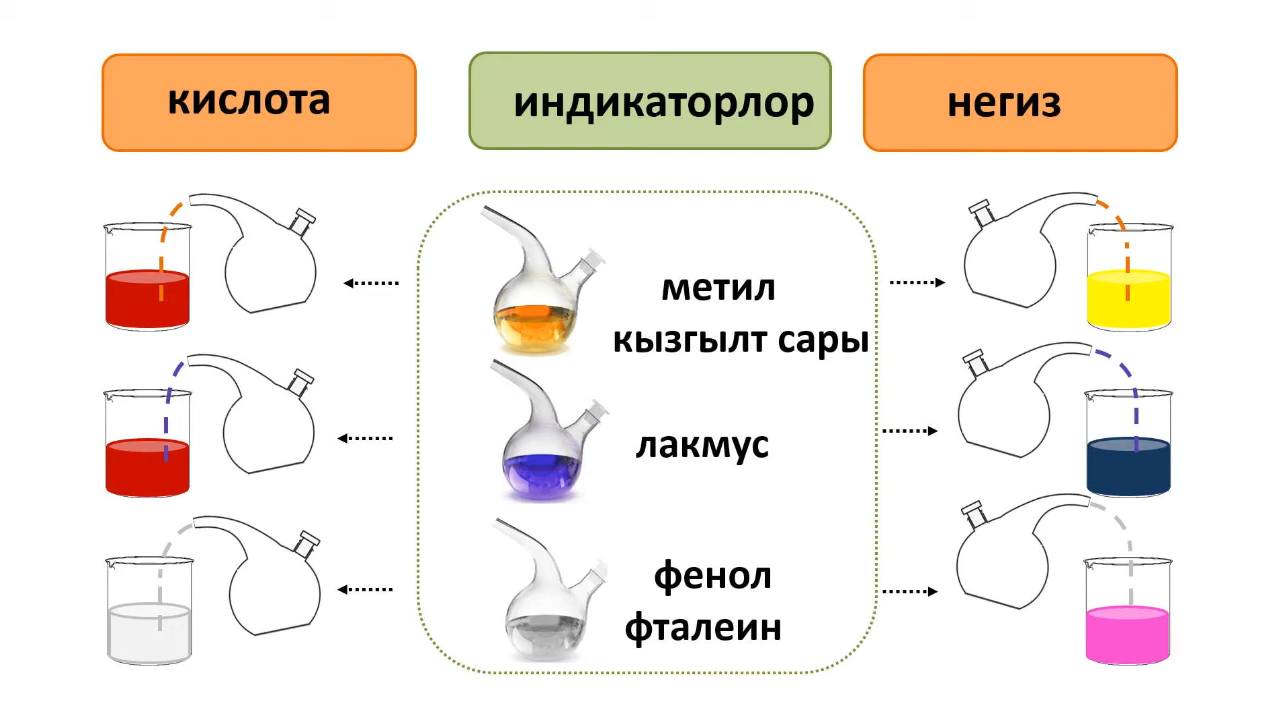 кислота
индикаторлор
негиз
метил
кызгылт сары
лакмус
фенол
фталеин